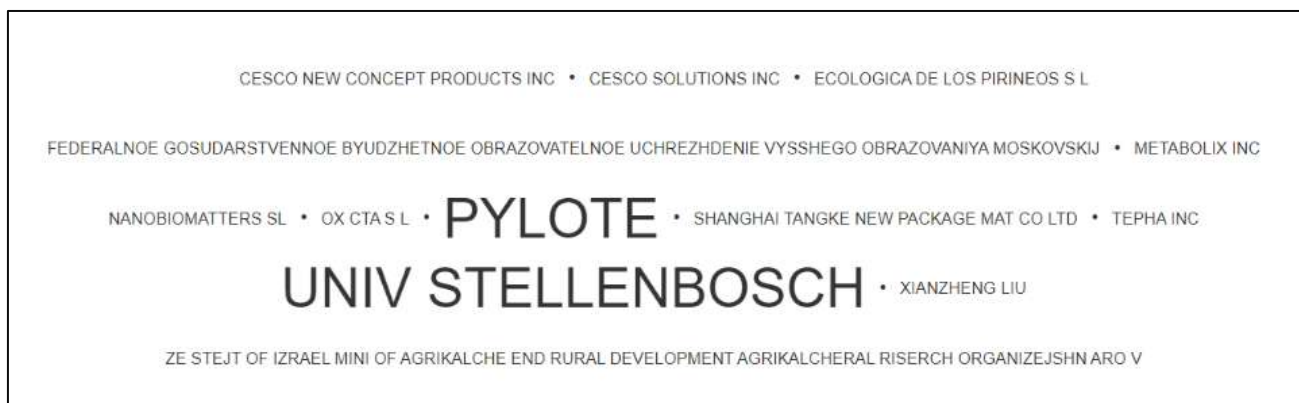 CESCO NEW CONCEPT PRODUCTS INC • CESCO SOLUTIONS INC • ECOLOGICA DE LOS PIRINEOS S L
FEDERALNOE GOSUDARSTVENNOE BYUDZHETNOE OBRAZOVATELNOE UCHREZHDENIE VYSSHEGO OBRAZOVANIYA MOSKOVSKIJ • METABOLIX INC
NANOBIOMATTERS SL • OX CTA S L • PYLOTE • SHANGHAI TANGKE NEW PACKAGE MAT CO LTD • TEPHA INC
UNIV STELLENBOSCH • XIANZHENG LIU
ZE STEJT OF IZRAEL MINI OF AGRIKALCHE END RURAL DEVELOPMENT AGRIKALCHERAL RISERCH ORGANIZEJSHN ARO V